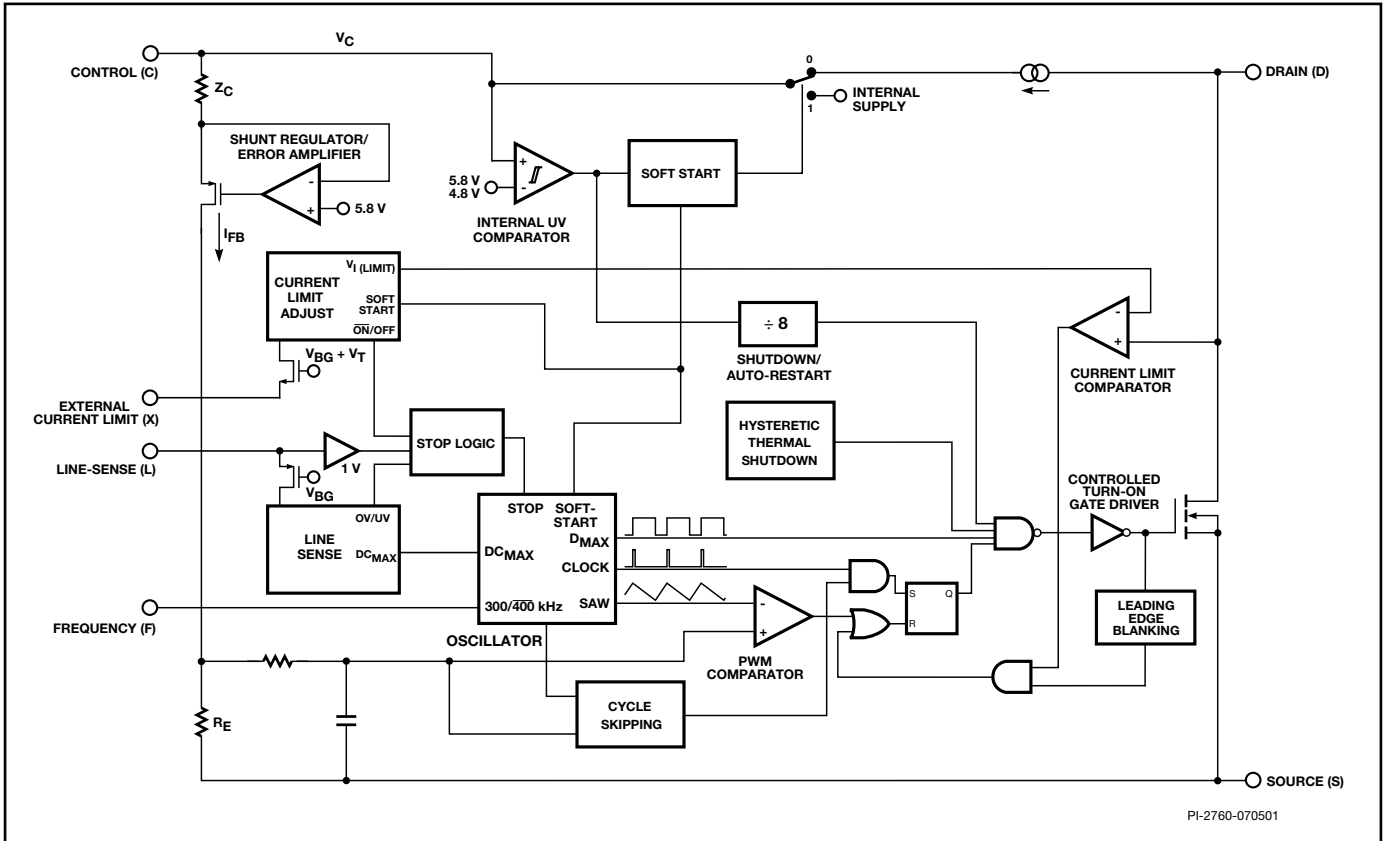 V_C
0
CONTROL (C)
DRAIN (D)
Z_C
INTERNAL
SUPPLY
1
SHUNT REGULATOR/
ERROR AMPLIFIER
-
+
5.8 V
I_FB
+
-
5.8 V
4.8 V
INTERNAL UV
COMPARATOR
SOFT START
CURRENT
LIMIT
ADJUST
V_I (LIMIT)
SOFT
START
O̅N̅/OFF
÷ 8
SHUTDOWN/
AUTO-RESTART
-
+
CURRENT LIMIT
COMPARATOR
V_BG + V_T
EXTERNAL
CURRENT LIMIT (X)
HYSTERETIC
THERMAL
SHUTDOWN
STOP LOGIC
LINE-SENSE (L)
1 V
V_BG
CONTROLLED
TURN-ON
GATE DRIVER
OV/UV
LINE
SENSE
DC_MAX
STOP
SOFT-
START
DC_MAX
D_MAX
CLOCK
SAW
300/4̅0̅0̅ kHz
OSCILLATOR
FREQUENCY (F)
-
+
PWM
COMPARATOR
S
Q
R
LEADING
EDGE
BLANKING
CYCLE
SKIPPING
R_E
SOURCE (S)
PI-2760-070501